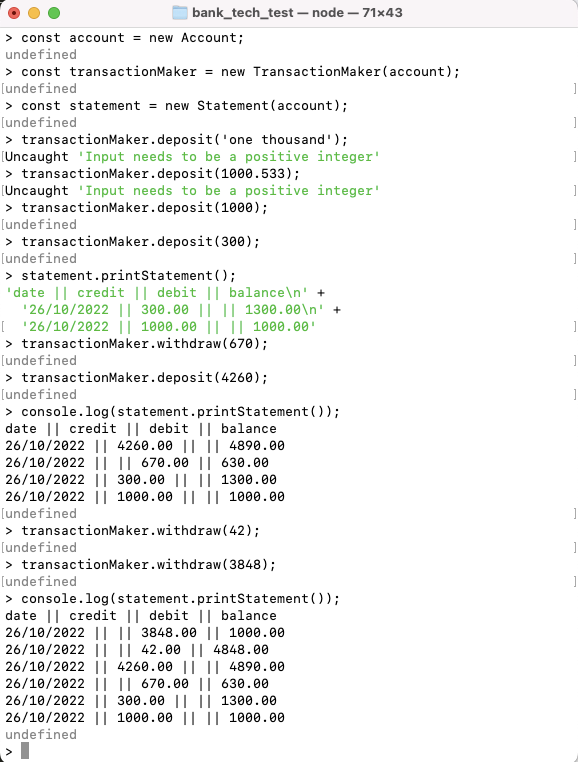 bank_tech_test — node — 71×43
> const account = new Account;
undefined
> const transactionMaker = new TransactionMaker(account);
[undefined ]
> const statement = new Statement(account);
[undefined ]
> transactionMaker.deposit('one thousand');
[Uncaught 'Input needs to be a positive integer' ]
> transactionMaker.deposit(1000.533);
[Uncaught 'Input needs to be a positive integer' ]
> transactionMaker.deposit(1000);
[undefined ]
> transactionMaker.deposit(300);
[undefined ]
> statement.printStatement();
'date || credit || debit || balance\n' +
  '26/10/2022 || 300.00 || || 1300.00\n' +
[ '26/10/2022 || 1000.00 || || 1000.00' ]
> transactionMaker.withdraw(670);
[undefined ]
> transactionMaker.deposit(4260);
[undefined ]
> console.log(statement.printStatement());
date || credit || debit || balance
26/10/2022 || 4260.00 || || 4890.00
26/10/2022 || || 670.00 || 630.00
26/10/2022 || 300.00 || || 1300.00
26/10/2022 || 1000.00 || || 1000.00
[undefined ]
> transactionMaker.withdraw(42);
[undefined ]
> transactionMaker.withdraw(3848);
[undefined ]
> console.log(statement.printStatement());
date || credit || debit || balance
26/10/2022 || || 3848.00 || 1000.00
26/10/2022 || || 42.00 || 4848.00
26/10/2022 || 4260.00 || || 4890.00
26/10/2022 || || 670.00 || 630.00
26/10/2022 || 300.00 || || 1300.00
26/10/2022 || 1000.00 || || 1000.00
undefined
>